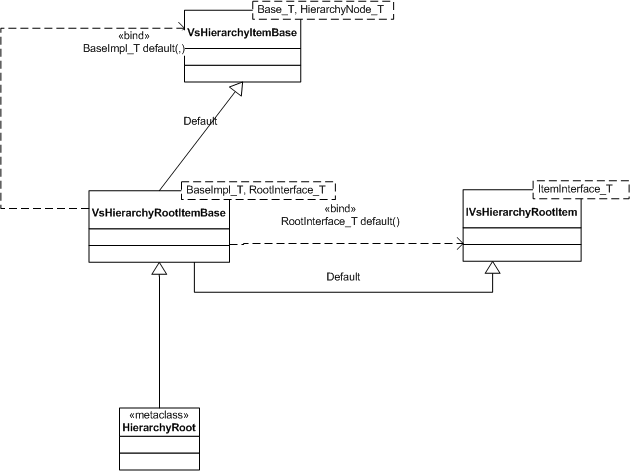 Base_T, HierarchyNode_T
VsHierarchyItemBase
«bind»
BaseImpl_T default(,)
Default
BaseImpl_T, RootInterface_T
VsHierarchyRootItemBase
«bind»
RootInterface_T default()
ItemInterface_T
IVsHierarchyRootItem
Default
«metaclass»
HierarchyRoot